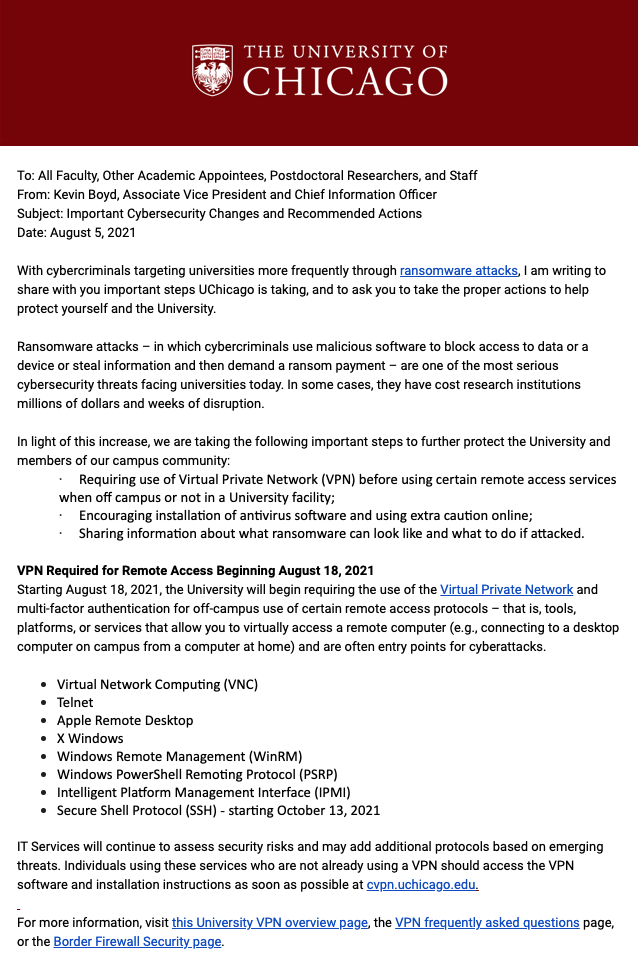 THE UNIVERSITY OF
CHICAGO
To: All Faculty, Other Academic Appointees, Postdoctoral Researchers, and Staff
From: Kevin Boyd, Associate Vice President and Chief Information Officer
Subject: Important Cybersecurity Changes and Recommended Actions
Date: August 5, 2021
With cybercriminals targeting universities more frequently through ransomware attacks, I am writing to
share with you important steps UChicago is taking, and to ask you to take the proper actions to help
protect yourself and the University.
Ransomware attacks – in which cybercriminals use malicious software to block access to data or a
device or steal information and then demand a ransom payment – are one of the most serious
cybersecurity threats facing universities today. In some cases, they have cost research institutions
millions of dollars and weeks of disruption.
In light of this increase, we are taking the following important steps to further protect the University and
members of our campus community:
· Requiring use of Virtual Private Network (VPN) before using certain remote access services
when off campus or not in a University facility;
· Encouraging installation of antivirus software and using extra caution online;
· Sharing information about what ransomware can look like and what to do if attacked.
VPN Required for Remote Access Beginning August 18, 2021
Starting August 18, 2021, the University will begin requiring the use of the Virtual Private Network and
multi-factor authentication for off-campus use of certain remote access protocols – that is, tools,
platforms, or services that allow you to virtually access a remote computer (e.g., connecting to a desktop
computer on campus from a computer at home) and are often entry points for cyberattacks.
• Virtual Network Computing (VNC)
• Telnet
• Apple Remote Desktop
• X Windows
• Windows Remote Management (WinRM)
• Windows PowerShell Remoting Protocol (PSRP)
• Intelligent Platform Management Interface (IPMI)
• Secure Shell Protocol (SSH) - starting October 13, 2021
IT Services will continue to assess security risks and may add additional protocols based on emerging
threats. Individuals using these services who are not already using a VPN should access the VPN
software and installation instructions as soon as possible at cvpn.uchicago.edu.
For more information, visit this University VPN overview page, the VPN frequently asked questions page,
or the Border Firewall Security page.